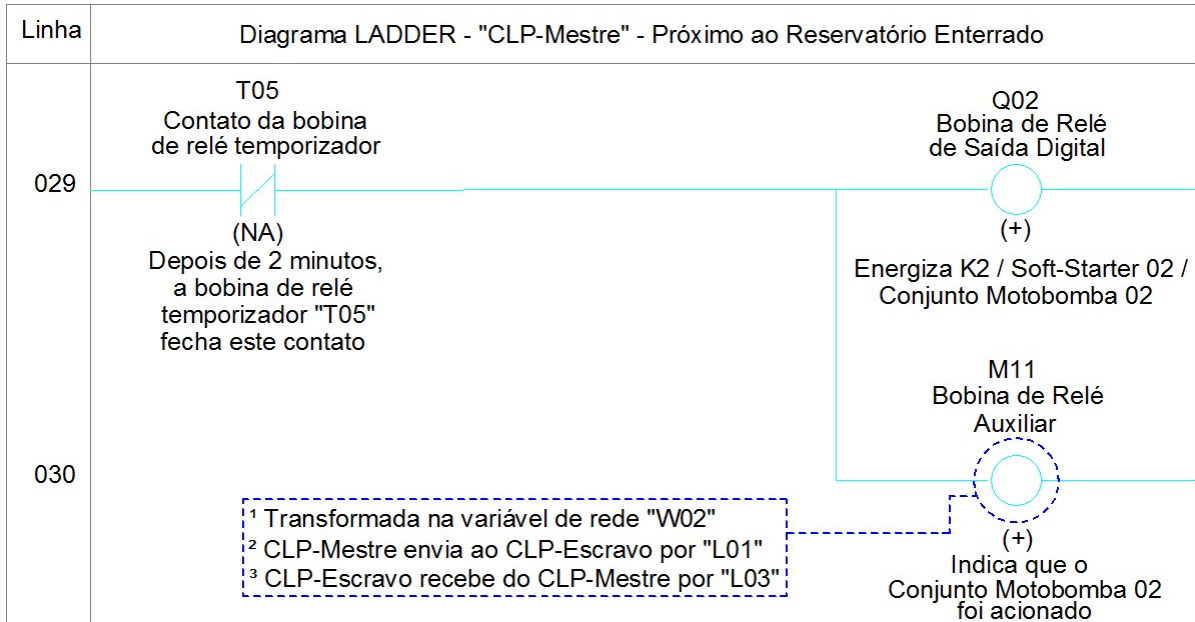 Linha
Diagrama LADDER - "CLP-Mestre" - Próximo ao Reservatório Enterrado
029
T05
Contato da bobina
de relé temporizador
(NA)
Depois de 2 minutos,
a bobina de relé
temporizador "T05"
fecha este contato
Q02
Bobina de Relé
de Saída Digital
(+)
Energiza K2 / Soft-Starter 02 /
Conjunto Motobomba 02
030
M11
Bobina de Relé
Auxiliar
(+)
Indica que o
Conjunto Motobomba 02
foi acionado
¹ Transformada na variável de rede "W02"
² CLP-Mestre envia ao CLP-Escravo por "L01"
³ CLP-Escravo recebe do CLP-Mestre por "L03"